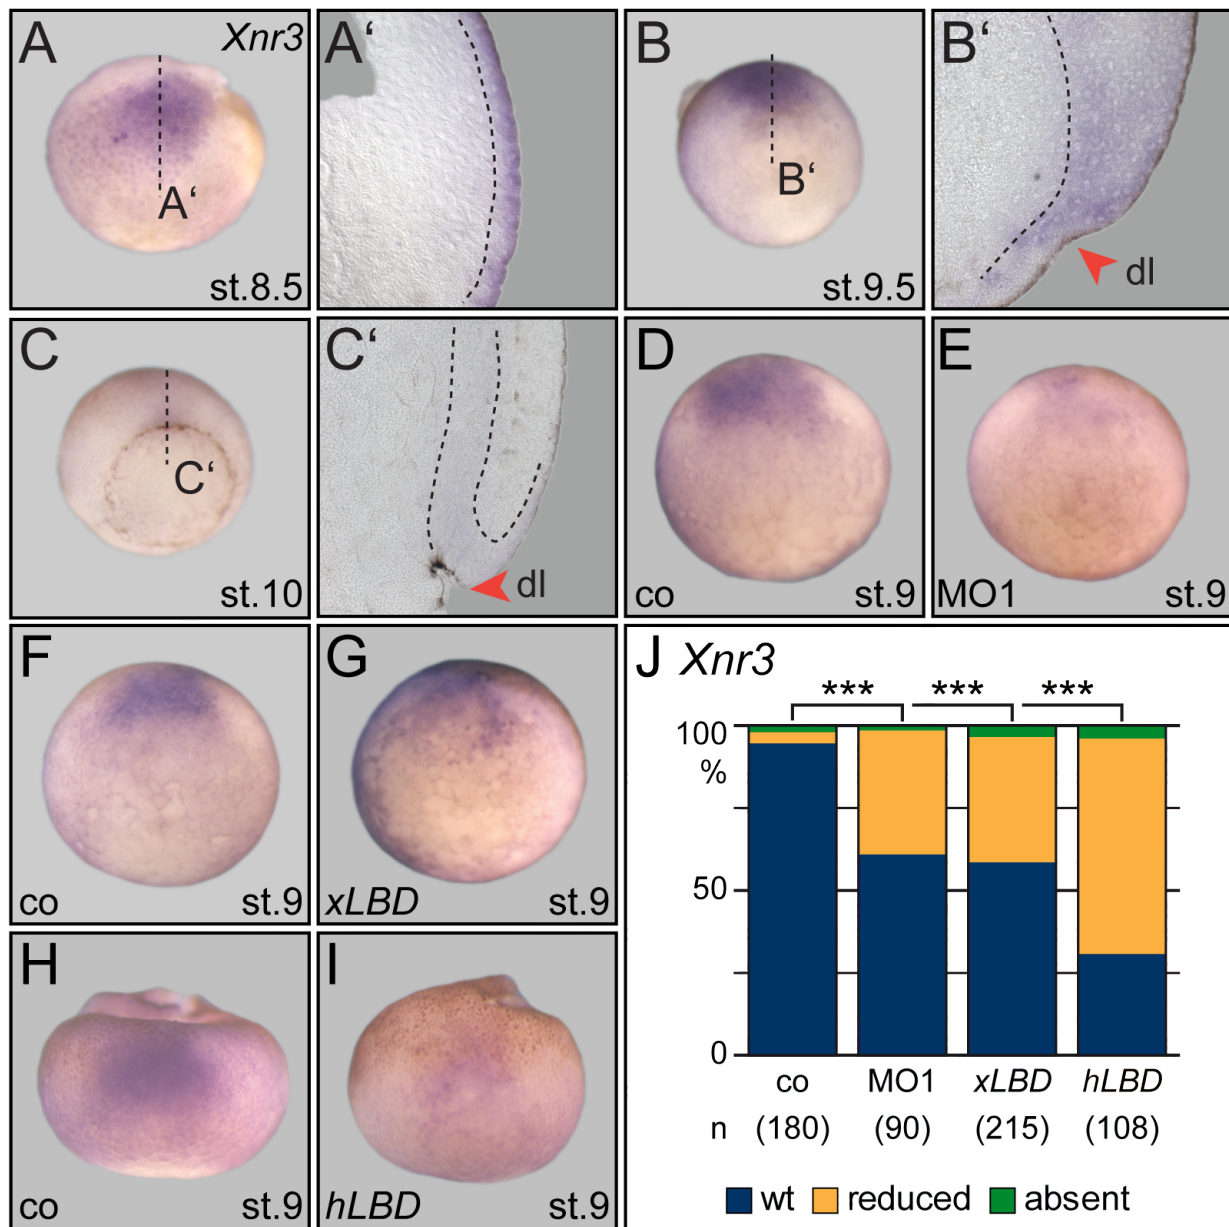 A Xnr3 st.8.5 A‘
A‘
B st.9.5 B‘
B‘ dl
C st.10 C‘
C‘ dl
D co st.9
E MO1 st.9
F co st.9
G xLBD st.9
H co st.9
I hLBD st.9
J Xnr3
*** *** ***
100
%
50
0
co MO1 xLBD hLBD
n (180) (90) (215) (108)
wt reduced absent